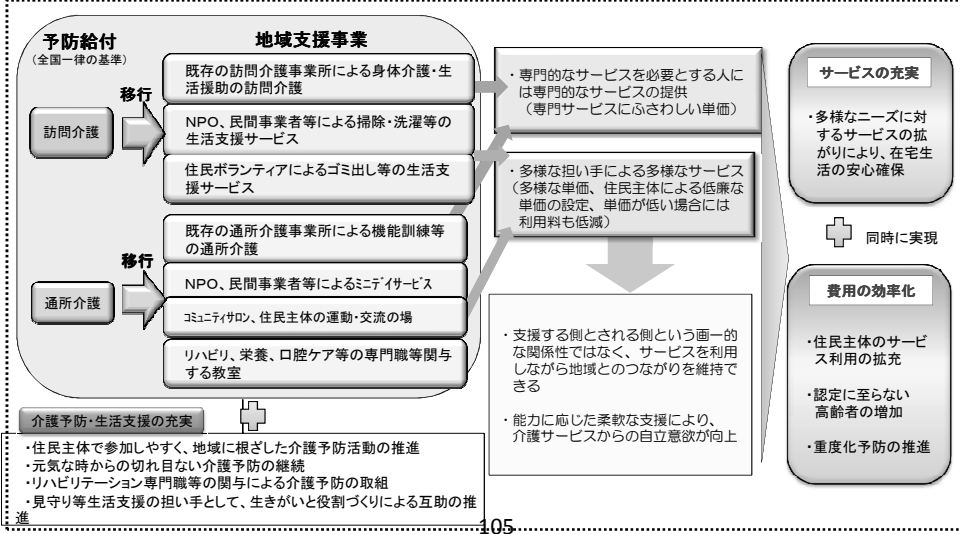 予防給付
(全国一律の基準)
地域支援事業
移行
訪問介護
既存の訪問介護事業所による身体介護・生
活援助の訪問介護
NPO、民間事業者等による掃除・洗濯等の
生活支援サービス
住民ボランティアによるゴミ出し等の生活支
援サービス
移行
通所介護
既存の通所介護事業所による機能訓練等
の通所介護
NPO、民間事業者等によるミニデイサービス
コミュニティサロン、住民主体の運動・交流の場
リハビリ、栄養、口腔ケア等の専門職等関与
する教室
介護予防・生活支援の充実
・住民主体で参加しやすく、地域に根ざした介護予防活動の推進
・元気な時からの切れ目ない介護予防の継続
・リハビリテーション専門職等の関与による介護予防の取組
・見守り等生活支援の担い手として、生きがいと役割づくりによる互助の推
進
・専門的なサービスを必要とする人に
は専門的なサービスの提供
(専門サービスにふさわしい単価)
・多様な担い手による多様なサービス
(多様な単価、住民主体による低廉な
単価の設定、単価が低い場合には
利用料も低減)
・支援する側とされる側という画一的
な関係性ではなく、サービスを利用
しながら地域とのつながりを維持で
きる
・能力に応じた柔軟な支援により、
介護サービスからの自立意欲が向上
サービスの充実
・多様なニーズに対
するサービスの拡
がりにより、在宅生
活の安心確保
同時に実現
費用の効率化
・住民主体のサービ
ス利用の拡充
・認定に至らない
高齢者の増加
・重度化予防の推進
105